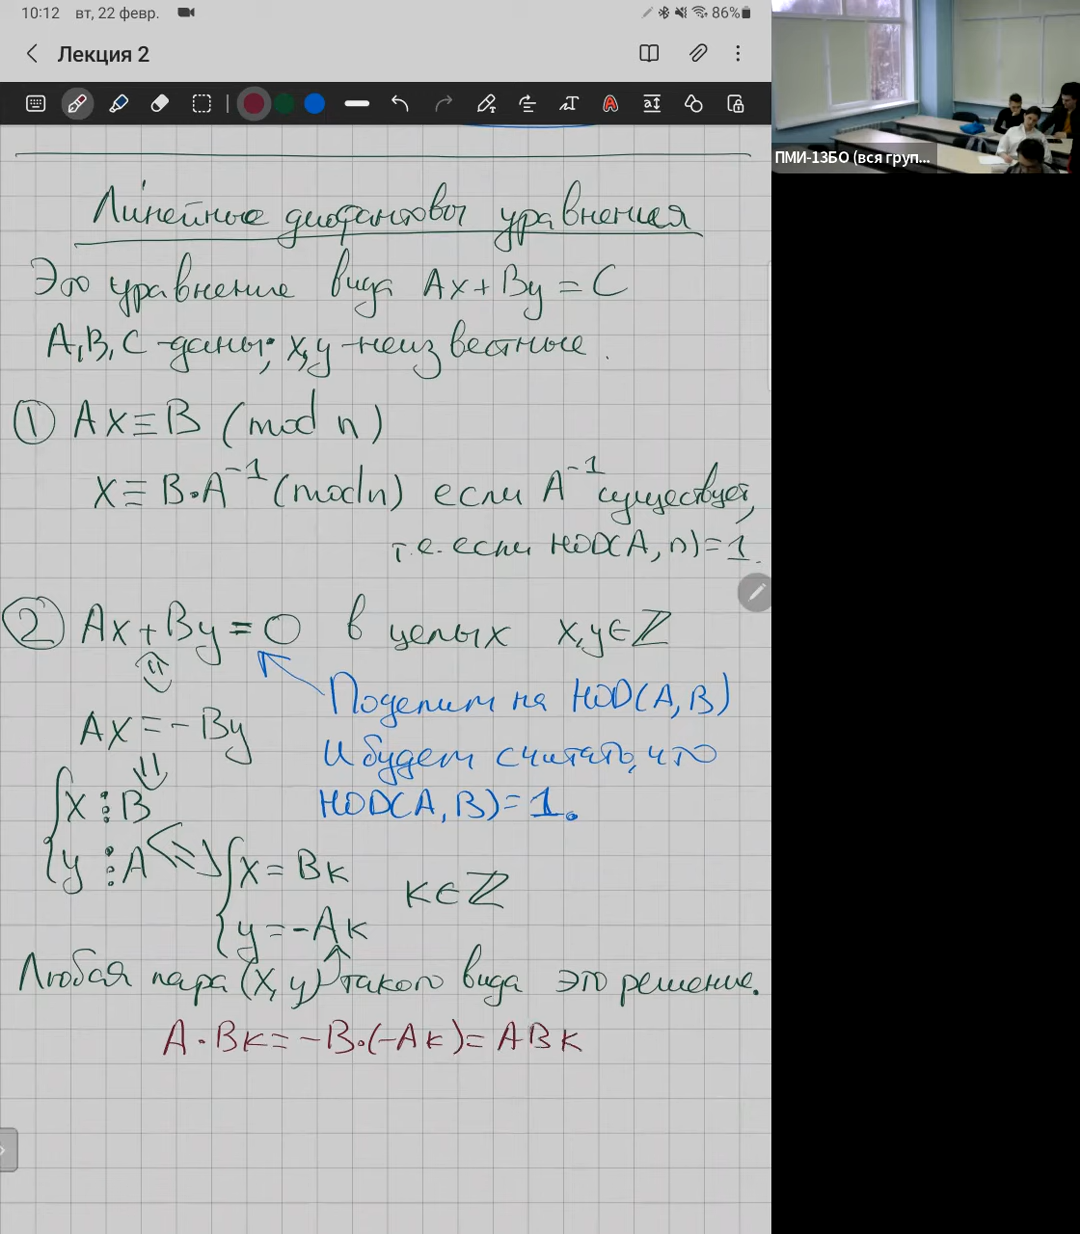 10:12 вт, 22 февр. 86%
Лекция 2
ПМИ-13БО (вся груп...
Линейные диофантовы уравнения
Это уравнение вида Ax+By=C
A,B,C-даны; x,y-неизвестные.
① Ax≡B (mod n)
x≡B·A⁻¹(mod n) если A⁻¹ существует,
т.е. если НОД(A, n)=1.
② Ax+By=0 в целых x,y∈ℤ
Поделим на НОД(A, B)
Ax=-By
И будем считать, что
x⋮B
НОД(A, B)=1.
y⋮A <=> x=Bk k∈ℤ
y=-Ak
Любая пара (x, y) такого вида это решение.
A·Bk=-B·(-Ak)=ABk